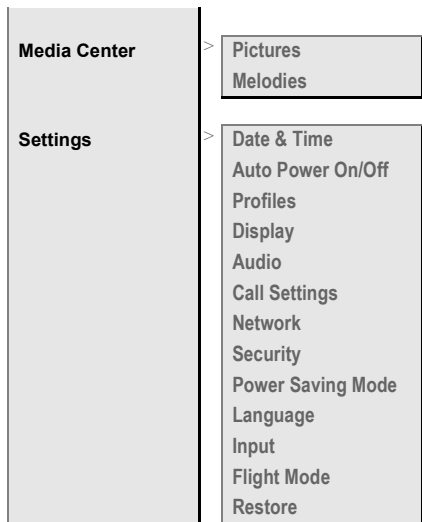 Media Center > Pictures
Melodies
Settings > Date & Time
Auto Power On/Off
Profiles
Display
Audio
Call Settings
Network
Security
Power Saving Mode
Language
Input
Flight Mode
Restore